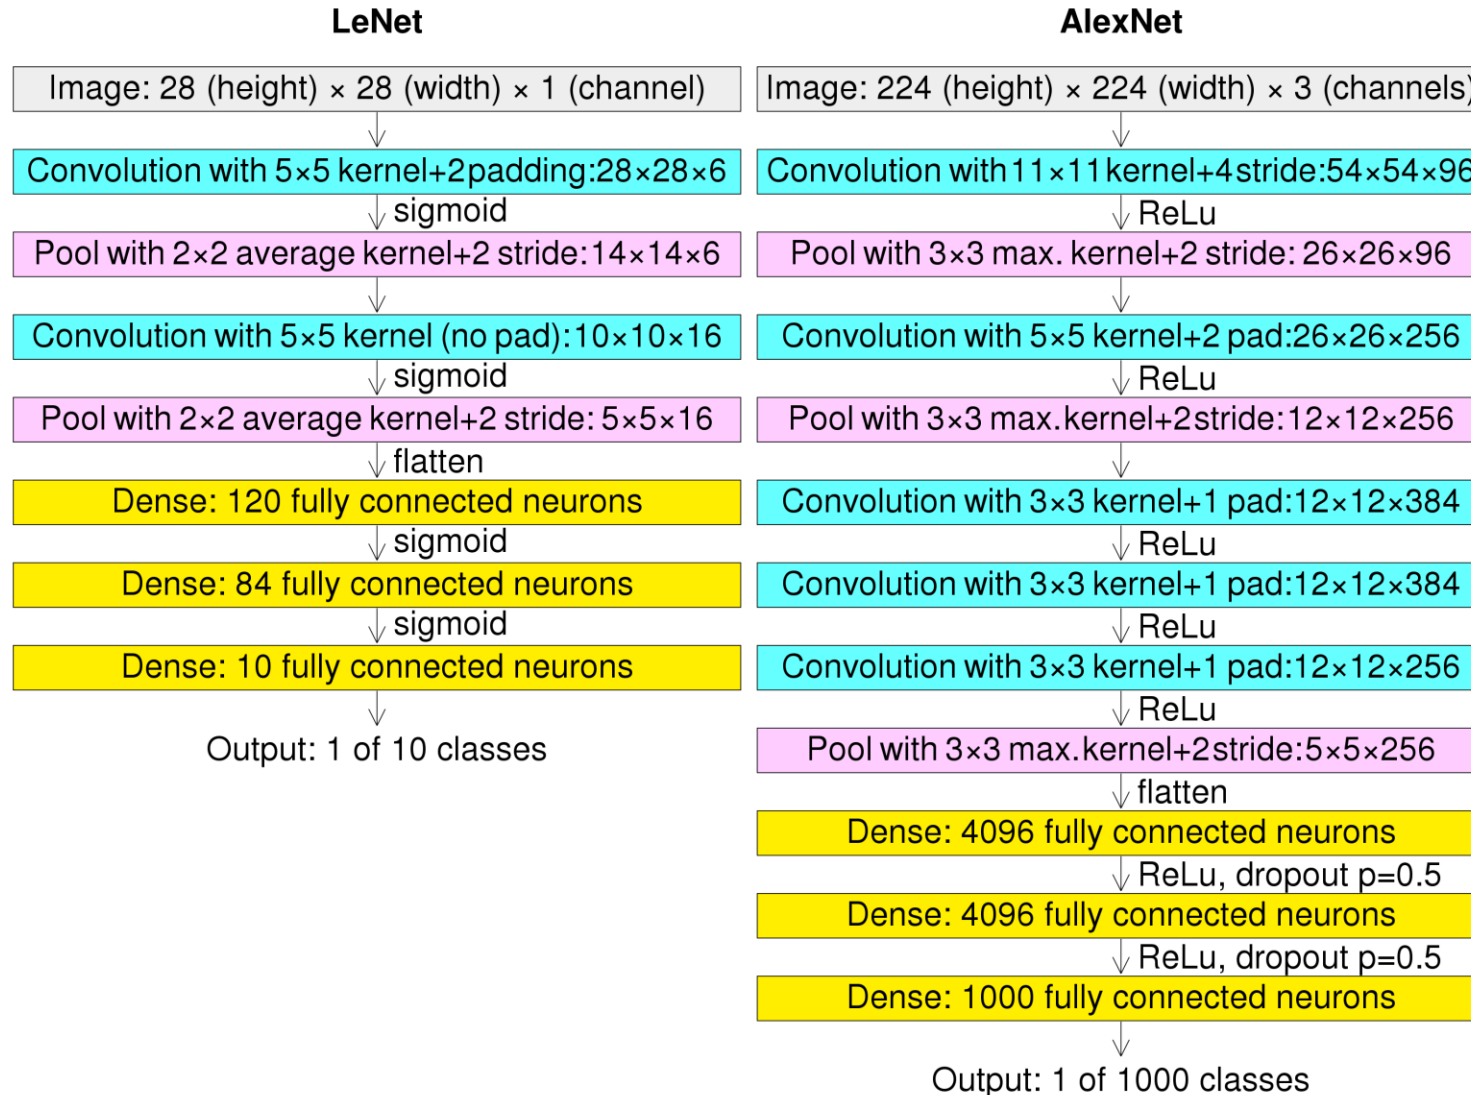 LeNet
Image: 28 (height) × 28 (width) × 1 (channel)
Convolution with 5×5 kernel+2padding:28×28×6
sigmoid
Pool with 2×2 average kernel+2 stride:14×14×6
Convolution with 5×5 kernel (no pad):10×10×16
sigmoid
Pool with 2×2 average kernel+2 stride: 5×5×16
flatten
Dense: 120 fully connected neurons
sigmoid
Dense: 84 fully connected neurons
sigmoid
Dense: 10 fully connected neurons
Output: 1 of 10 classes
AlexNet
Image: 224 (height) × 224 (width) × 3 (channels)
Convolution with 11×11 kernel+4 stride:54×54×96
ReLu
Pool with 3×3 max. kernel+2 stride: 26×26×96
Convolution with 5×5 kernel+2 pad:26×26×256
ReLu
Pool with 3×3 max.kernel+2stride:12×12×256
Convolution with 3×3 kernel+1 pad:12×12×384
ReLu
Convolution with 3×3 kernel+1 pad:12×12×384
ReLu
Convolution with 3×3 kernel+1 pad:12×12×256
ReLu
Pool with 3×3 max.kernel+2stride:5×5×256
flatten
Dense: 4096 fully connected neurons
ReLu, dropout p=0.5
Dense: 4096 fully connected neurons
ReLu, dropout p=0.5
Dense: 1000 fully connected neurons
Output: 1 of 1000 classes